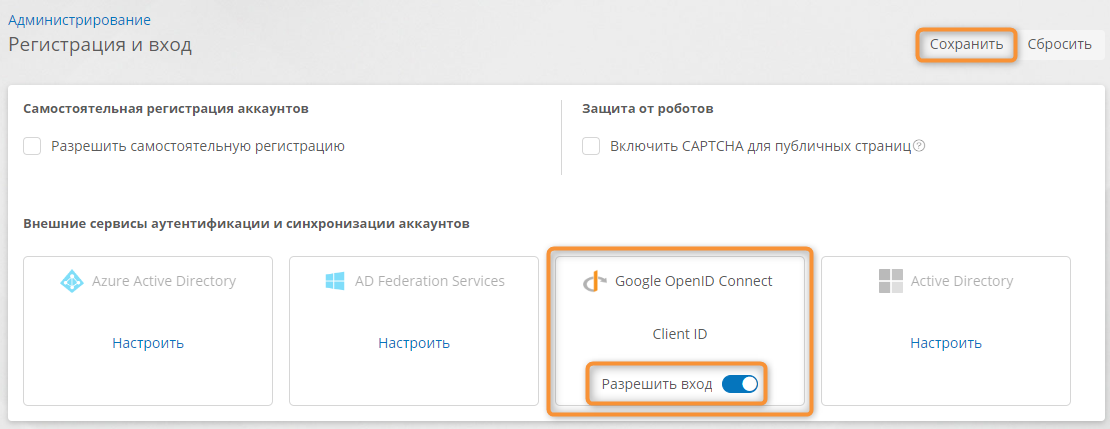 Администрирование
Регистрация и вход
Сохранить
Сбросить
Самостоятельная регистрация аккаунтов
Разрешить самостоятельную регистрацию
Защита от роботов
Включить CAPTCHA для публичных страниц
Внешние сервисы аутентификации и синхронизации аккаунтов
Azure Active Directory
Настроить
AD Federation Services
Настроить
Google OpenID Connect
Client ID
Разрешить вход
Active Directory
Настроить